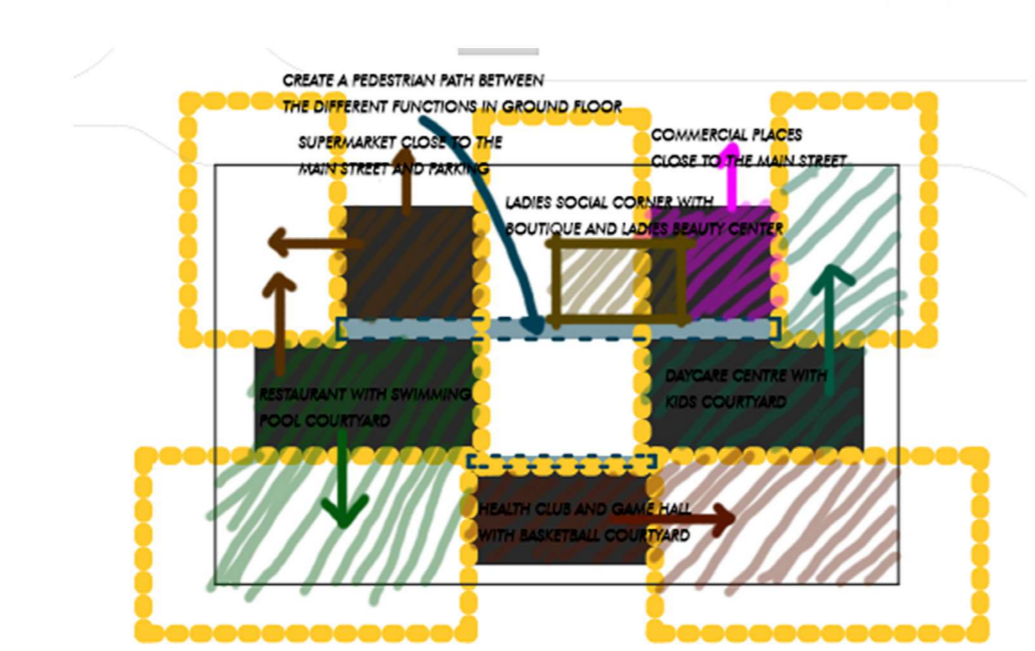 CREATE A PEDESTRIAN PATH BETWEEN
THE DIFFERENT FUNCTIONS IN GROUND FLOOR
SUPERMARKET CLOSE TO THE
MAIN STREET AND PARKING
COMMERCIAL PLACES
CLOSE TO THE MAIN STREET
LADIES SOCIAL CORNER WITH
BOUTIQUE AND LADIES BEAUTY CENTER
RESTAURANT WITH SWIMMING
POOL COURTYARD
DAYCARE CENTRE WITH
KIDS COURTYARD
HEALTH CLUB AND GAME HALL
WITH BASKETBALL COURTYARD